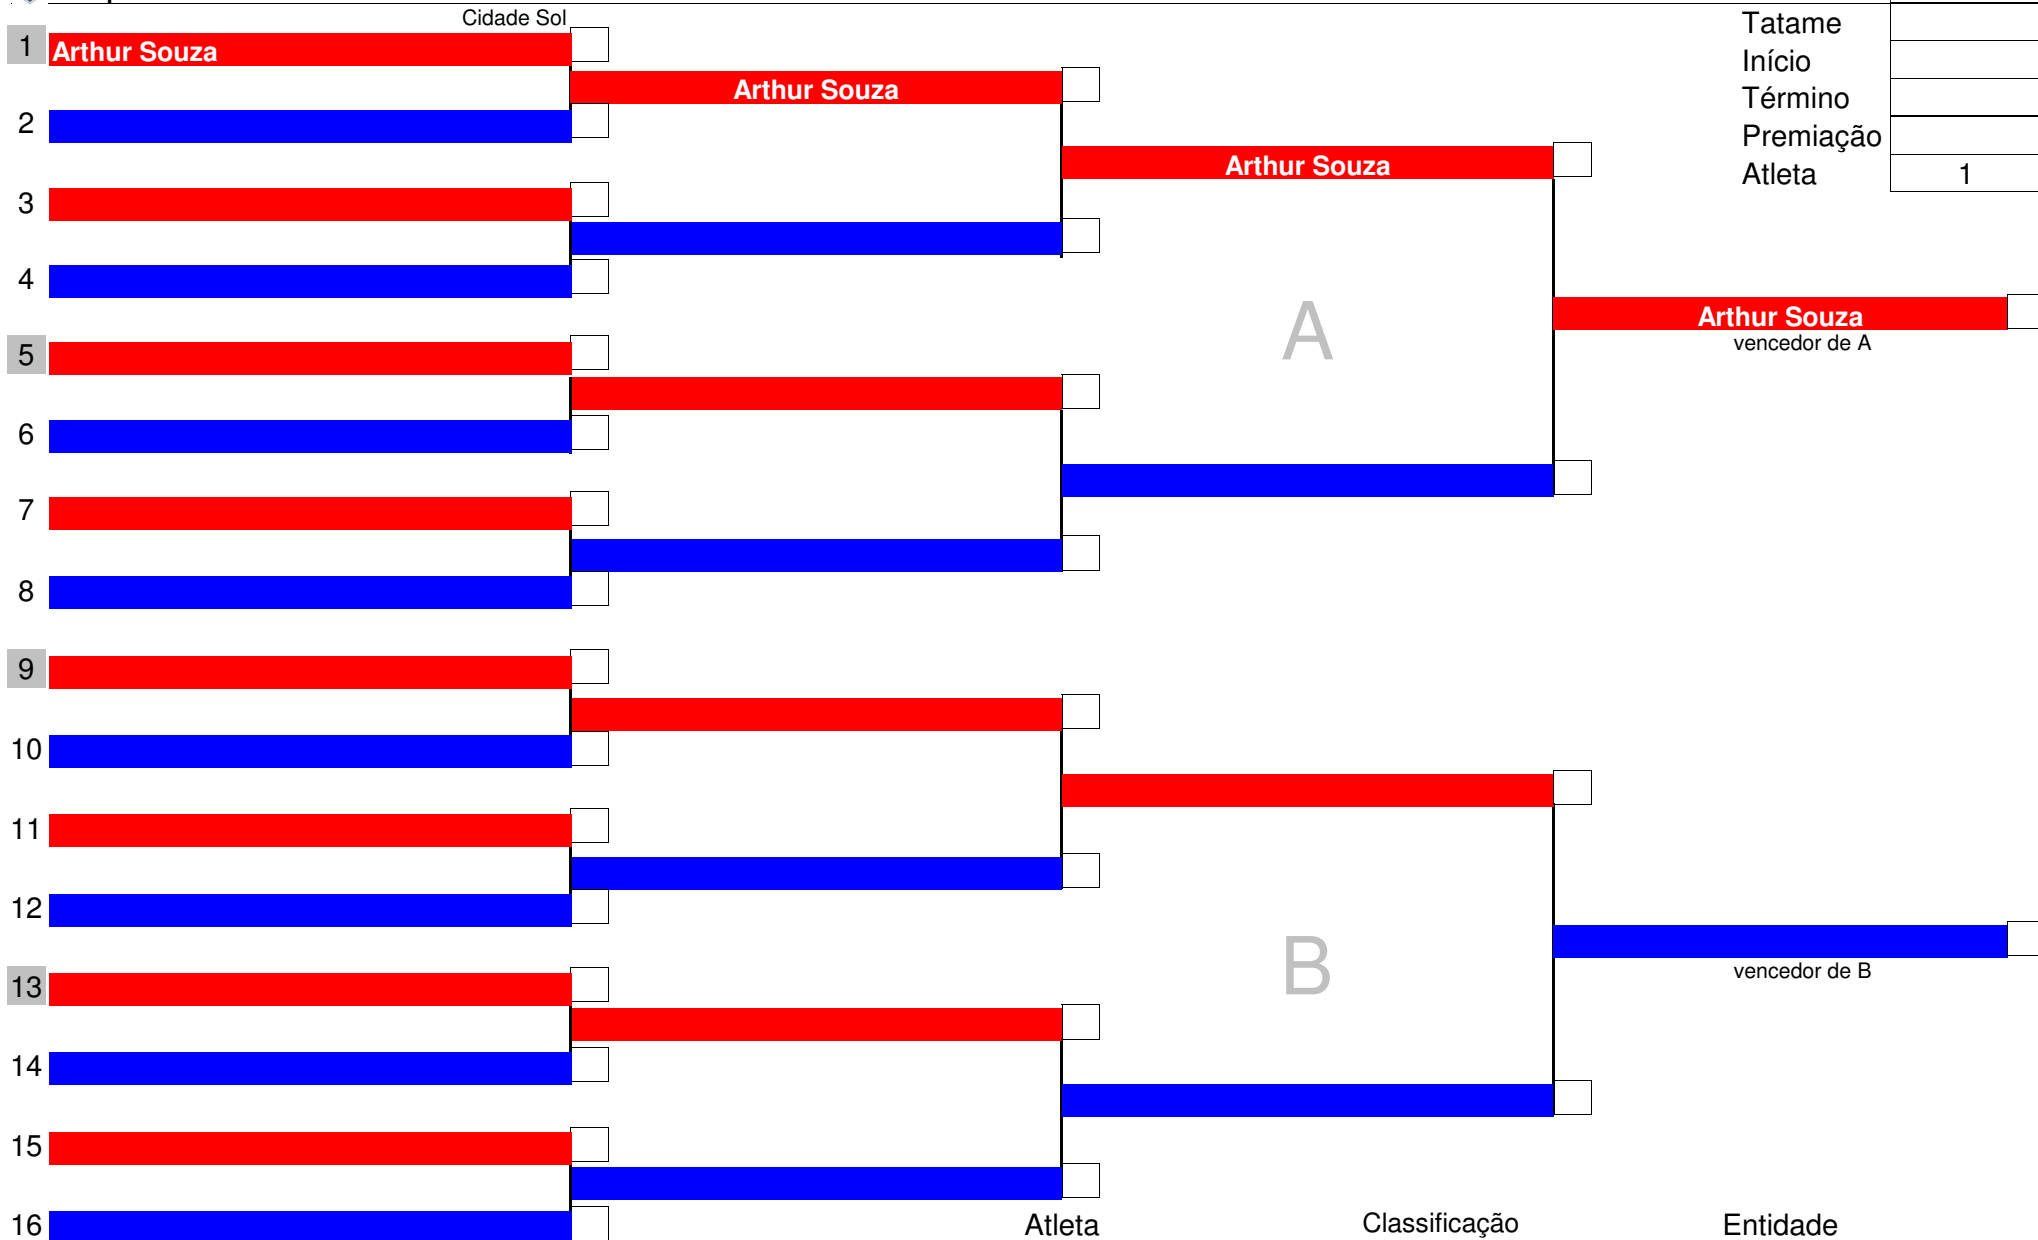 Cidade Sol
Tatame
1 Arthur Souza
Início
Arthur Souza
Término
2
Premiação
Arthur Souza
Atleta 1
3
4
Arthur Souza
A
vencedor de A
5
6
7
8
9
10
11
12
B
vencedor de B
13
14
15
16
Atleta Classificação Entidade